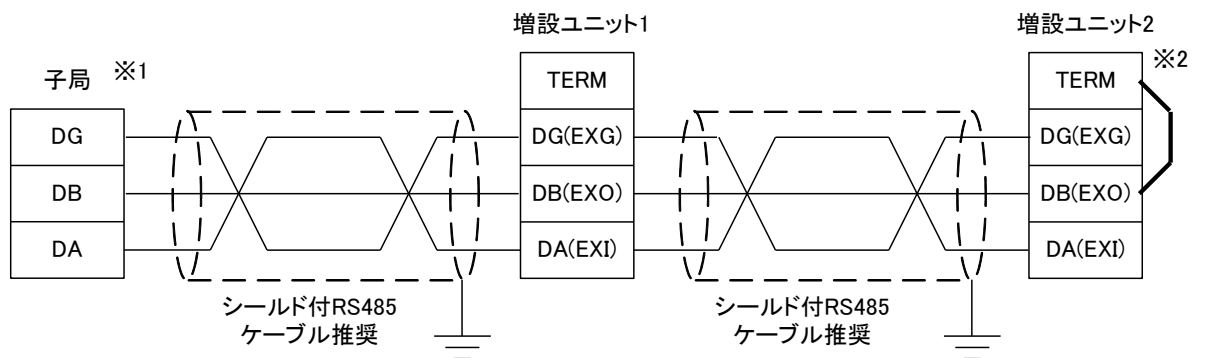 増設ユニット1
増設ユニット2
子局 ※1
※2
TERM
TERM
DG
DG(EXG)
DG(EXG)
DB
DB(EXO)
DB(EXO)
DA
DA(EXI)
DA(EXI)
シールド付RS485
ケーブル推奨
シールド付RS485
ケーブル推奨